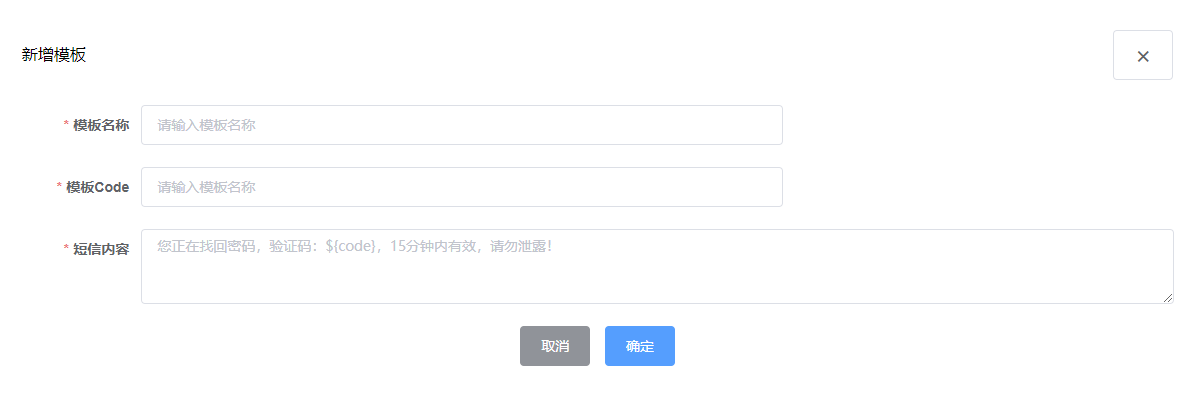 新增模板
* 模板名称 请输入模板名称
* 模板Code 请输入模板名称
* 短信内容 您正在找回密码，验证码：${code}，15分钟内有效，请勿泄露！
取消 确定